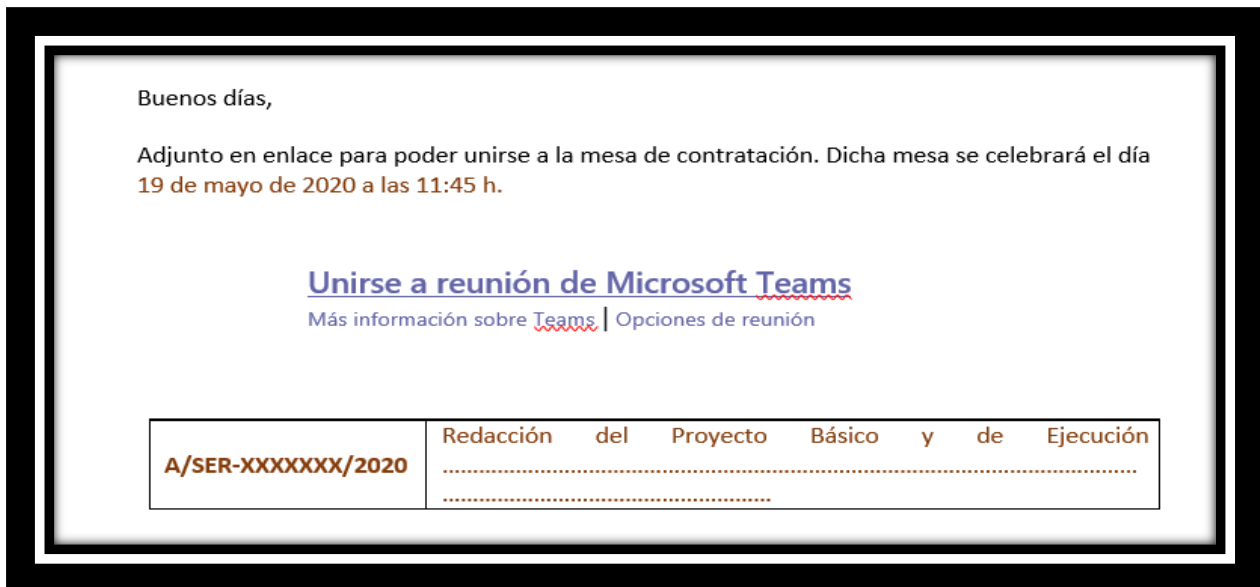 Buenos días,
Adjunto en enlace para poder unirse a la mesa de contratación. Dicha mesa se celebrará el día
19 de mayo de 2020 a las 11:45 h.
Unirse a reunión de Microsoft Teams
Más información sobre Teams | Opciones de reunión
A/SER-XXXXXXX/2020
Redacción del Proyecto Básico y de Ejecución
....................................................................................................................
.......................................................